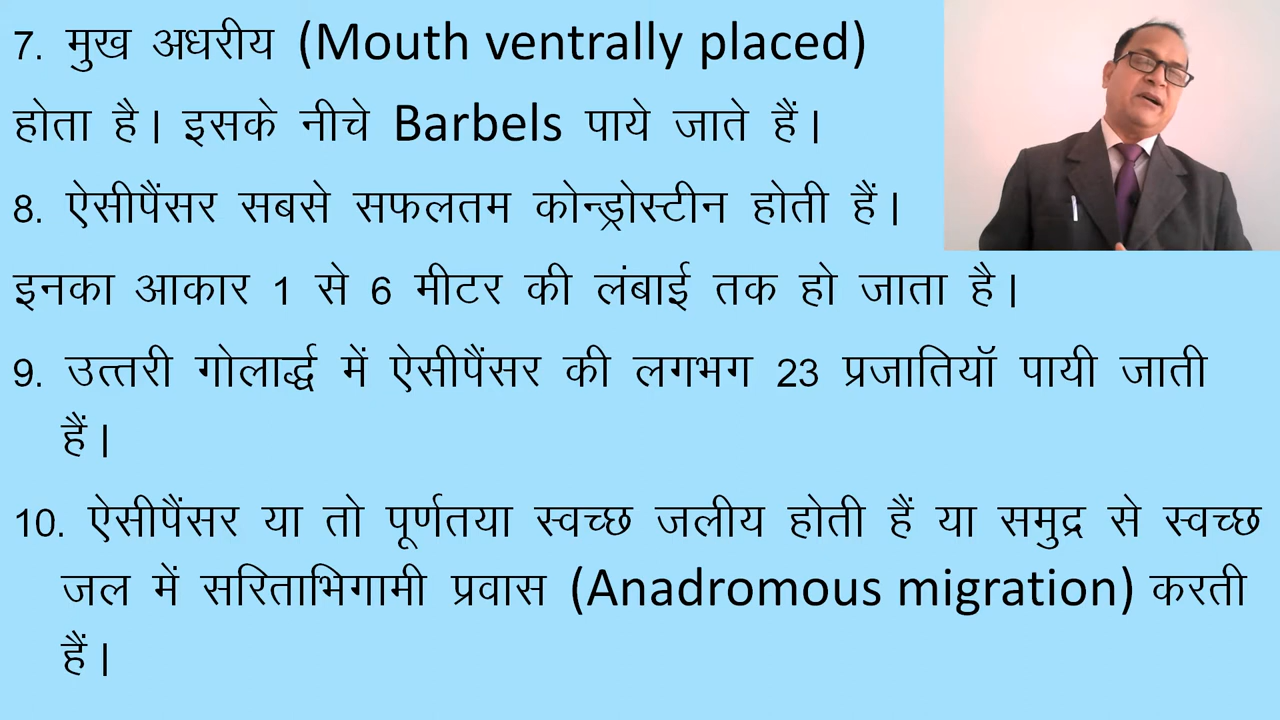 7. मुख अधरीय (Mouth ventrally placed)
होता है। इसके नीचे Barbels पाये जाते हैं।
8. ऐसीपैंसर सबसे सफलतम कोन्ड्रोस्टीन होती हैं।
इनका आकार 1 से 6 मीटर की लंबाई तक हो जाता है।
9. उत्तरी गोलार्द्ध में ऐसीपैंसर की लगभग 23 प्रजातियॉ पायी जाती
हैं।
10. ऐसीपैंसर या तो पूर्णतया स्वच्छ जलीय होती हैं या समुद्र से स्वच्छ
जल में सरिताभिगामी प्रवास (Anadromous migration) करती
हैं।